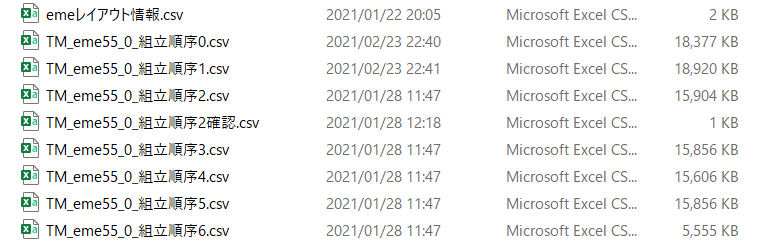 emeレイアウト情報.csv 2021/01/22 20:05 Microsoft Excel CS... 2 KB
TM_eme55_0_組立順序0.csv 2021/02/23 22:40 Microsoft Excel CS... 18,377 KB
TM_eme55_0_組立順序1.csv 2021/02/23 22:41 Microsoft Excel CS... 18,920 KB
TM_eme55_0_組立順序2.csv 2021/01/28 11:47 Microsoft Excel CS... 15,904 KB
TM_eme55_0_組立順序2確認.csv 2021/01/28 12:18 Microsoft Excel CS... 1 KB
TM_eme55_0_組立順序3.csv 2021/01/28 11:47 Microsoft Excel CS... 15,856 KB
TM_eme55_0_組立順序4.csv 2021/01/28 11:47 Microsoft Excel CS... 15,606 KB
TM_eme55_0_組立順序5.csv 2021/01/28 11:47 Microsoft Excel CS... 15,856 KB
TM_eme55_0_組立順序6.csv 2021/01/28 11:47 Microsoft Excel CS... 5,555 KB